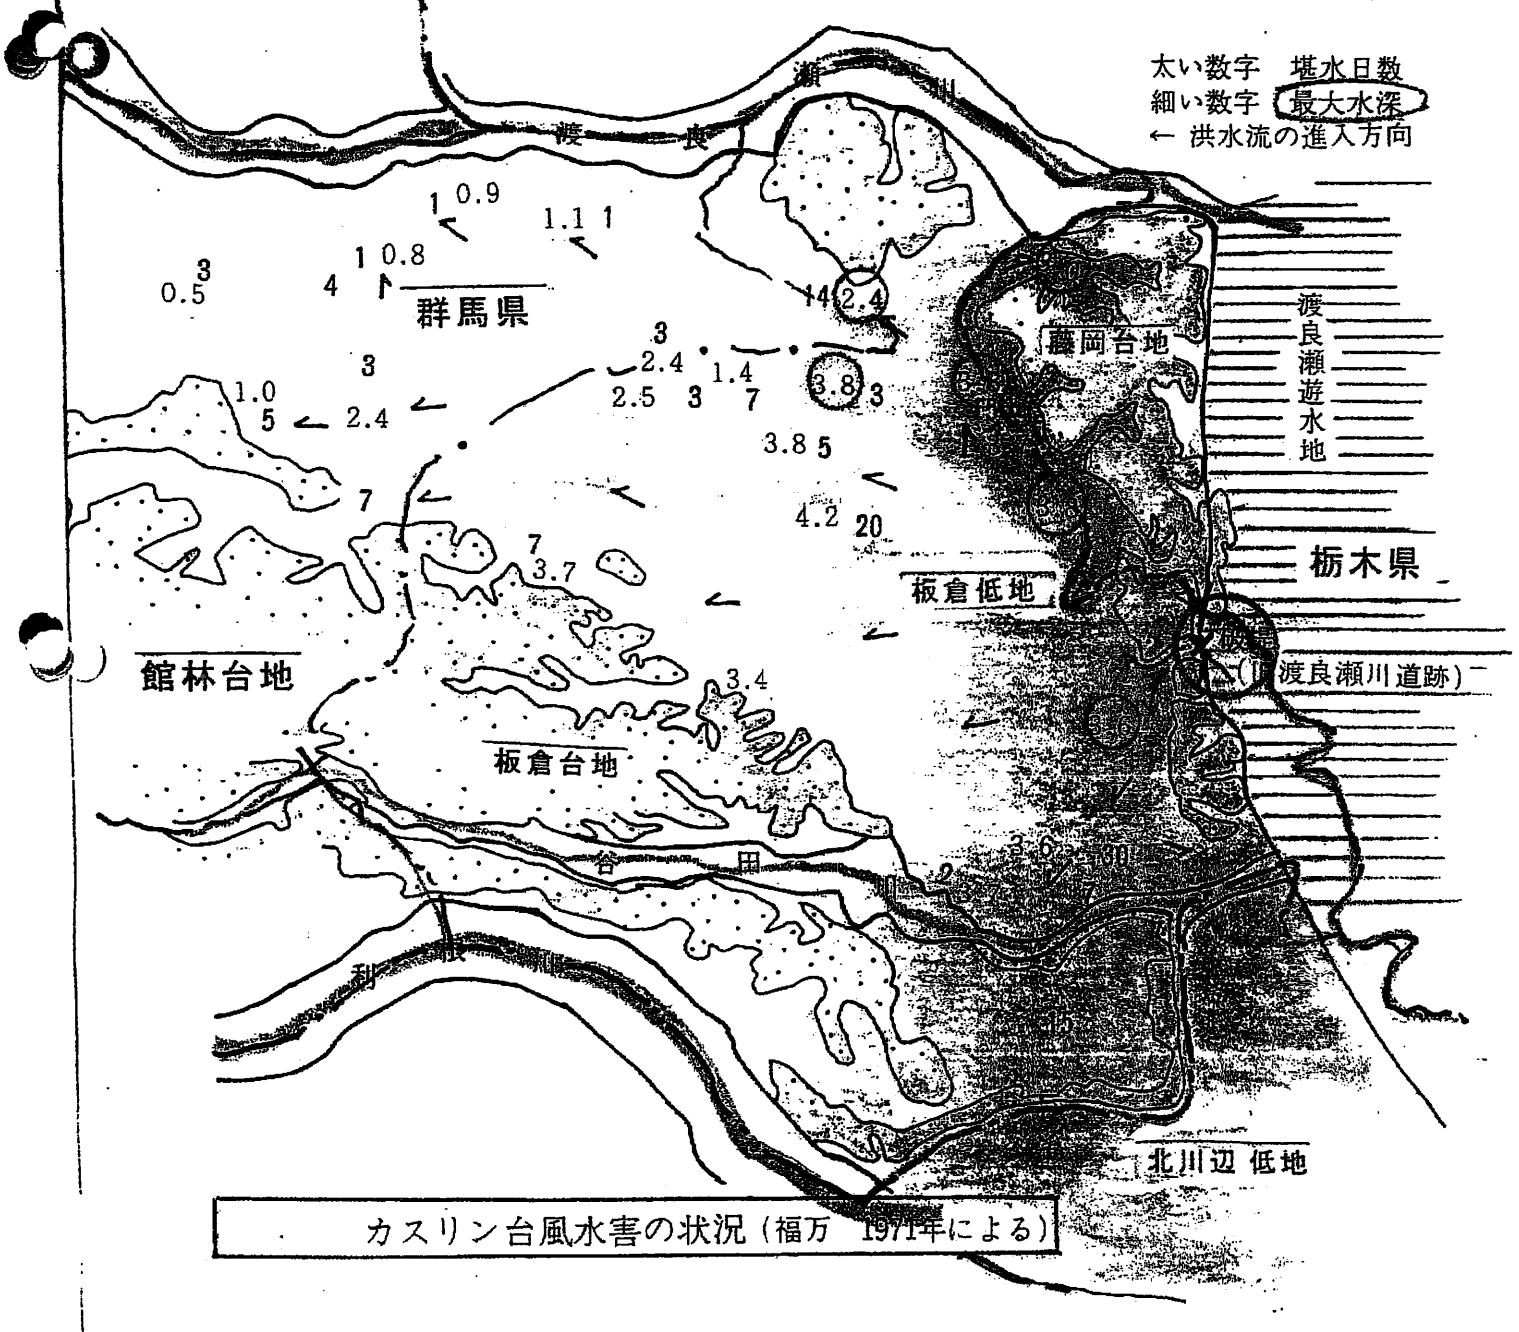 太い数字 堪水日数
細い数字 最大水深
← 洪水流の進入方向
渡 良 瀬 川
1 0.9
1.1 1
1 0.8
3
0.5
4
群馬県
14 2.4
藤岡台地
渡良瀬遊水地
3
2.4
1.4
3.8 3
2.5 3 7
3
1.0
5
2.4
3.8 5
7
4.2 20
7
3.7
板倉低地
栃木県
館林台地
(旧渡良瀬川道跡)
3.4
板倉台地
谷 田 川
3.6 30
利 根 川
15
北川辺低地
カスリン台風水害の状況(福万 1971年による)